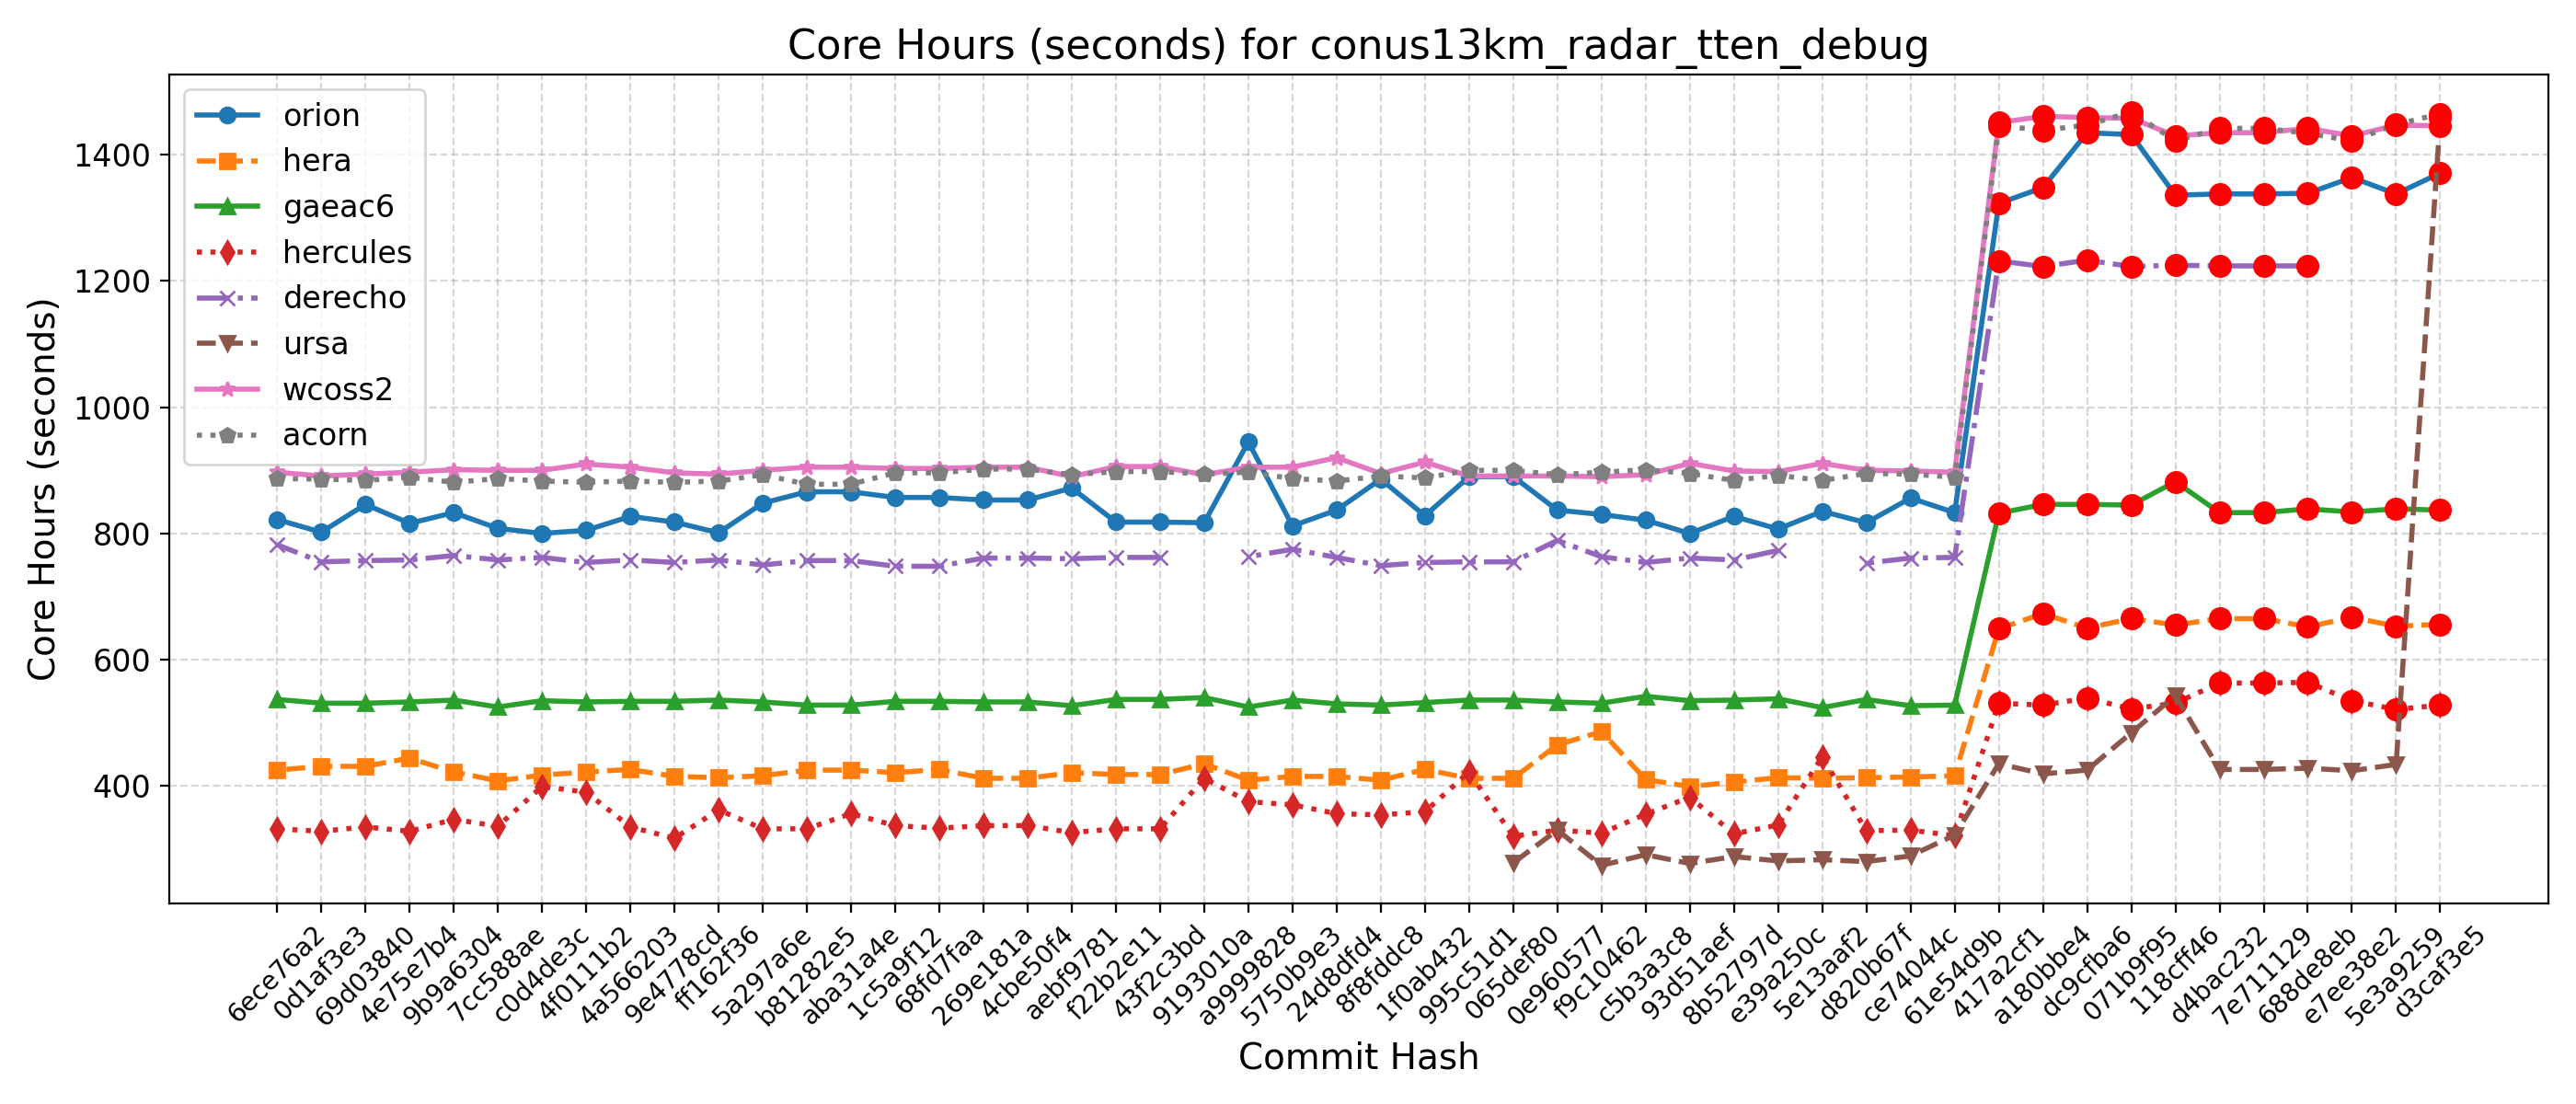 Core Hours (seconds) for conus13km_radar_tten_debug
orion
hera
gaeac6
hercules
derecho
ursa
wcoss2
acorn
Core Hours (seconds)
1400
1200
1000
800
600
400
6ece76a2
0d1af3e3
69d03840
4e75e7b4
9b9a6304
7cc588ae
c0d4de3c
4f0111b2
4a566203
9e4778cd
ff162f36
5a297a6e
b81282e5
aba31a4e
1c5a9f12
68fd7faa
269e181a
4cbe50f4
aebf9781
f22b2e11
43f2c3bd
9193010a
a9999828
5750b9e3
24d8dfd4
8f8fddc8
1f0ab432
995c51d1
065def80
0e960577
f9c10462
c5b3a3c8
93d51aef
8b52797d
e39a250c
5e13aaf2
d820b67f
ce74044c
61e54d9b
417a2cf1
a180bbe4
dc9cfba6
071b9f95
118cff46
d4bac232
7e711129
688de8eb
e7ee38e2
5e3a9259
d3caf3e5
Commit Hash